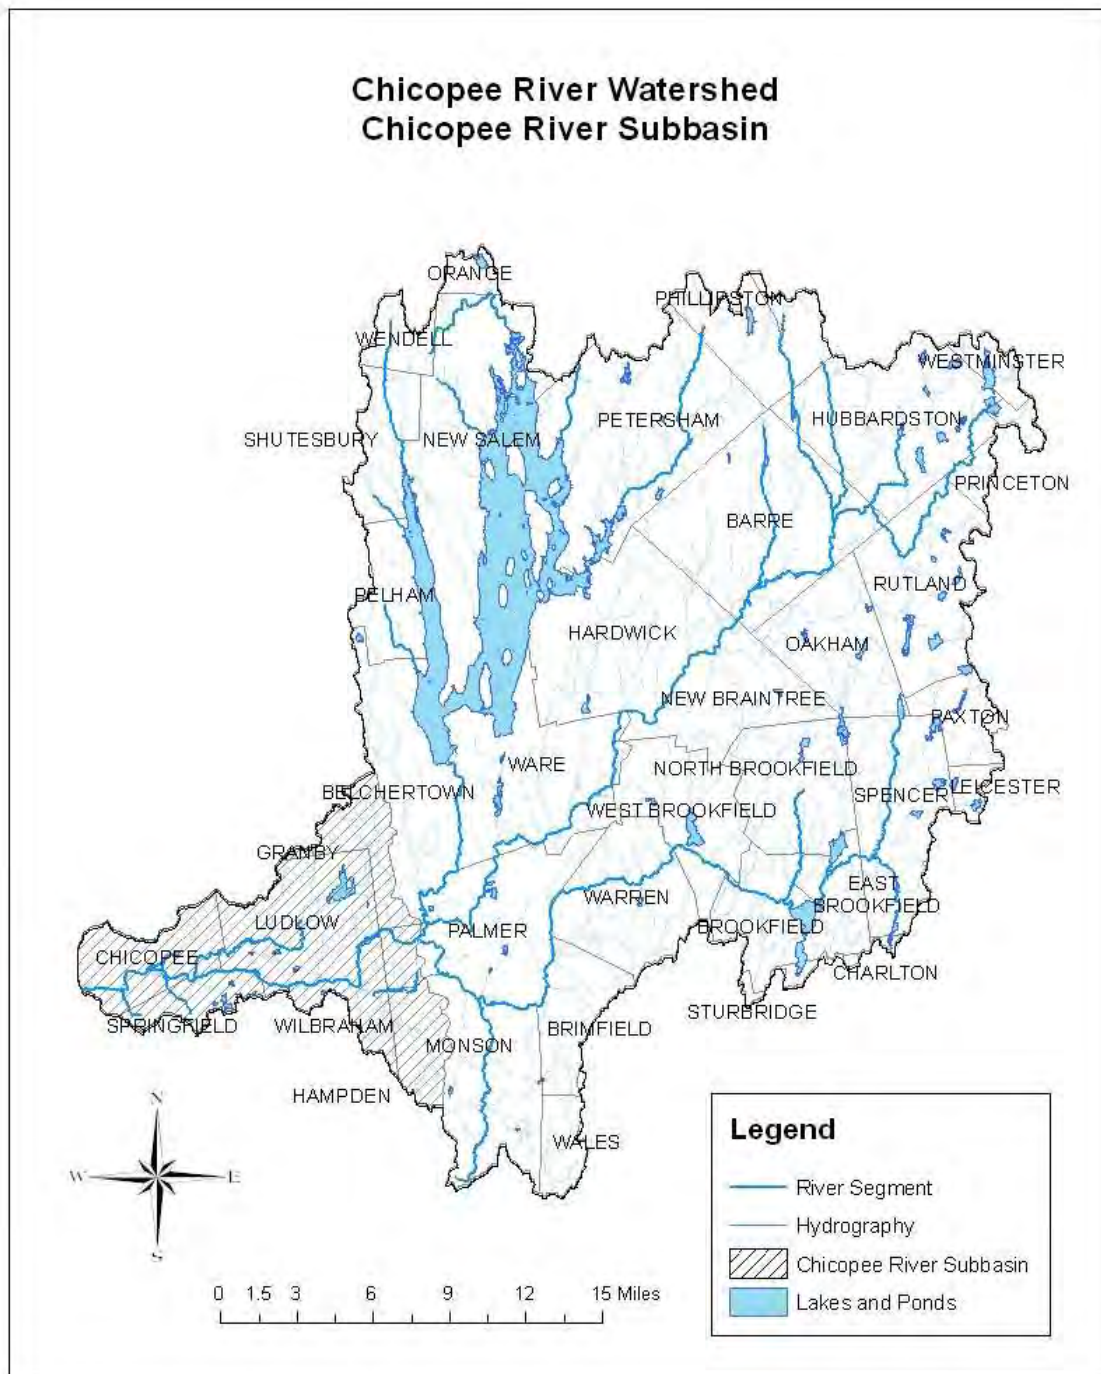 Chicopee River Watershed
Chicopee River Subbasin
ORANGE
PHILLIPSTON
WENDELL
WESTMINSTER
PETERSHAM
HUBBARDSTON
SHUTESBURY
NEW SALEM
PRINCETON
BARRE
RUTLAND
PELHAM
HARDWICK
OAKHAM
NEW BRAINTREE
PAXTON
WARE
NORTH BROOKFIELD
BELCHERTOWN
WEST BROOKFIELD
SPENCER
LEICESTER
GRANBY
EAST
BROOKFIELD
WARREN
LUDLOW
PALMER
BROOKFIELD
CHICOPEE
CHARLTON
STURBRIDGE
SPRINGFIELD
WILBRAHAM
BRIMFIELD
MONSON
HAMPDEN
WALES
N
W
E
S
Legend
River Segment
Hydrography
Chicopee River Subbasin
Lakes and Ponds
0 1.5 3 6 9 12 15 Miles